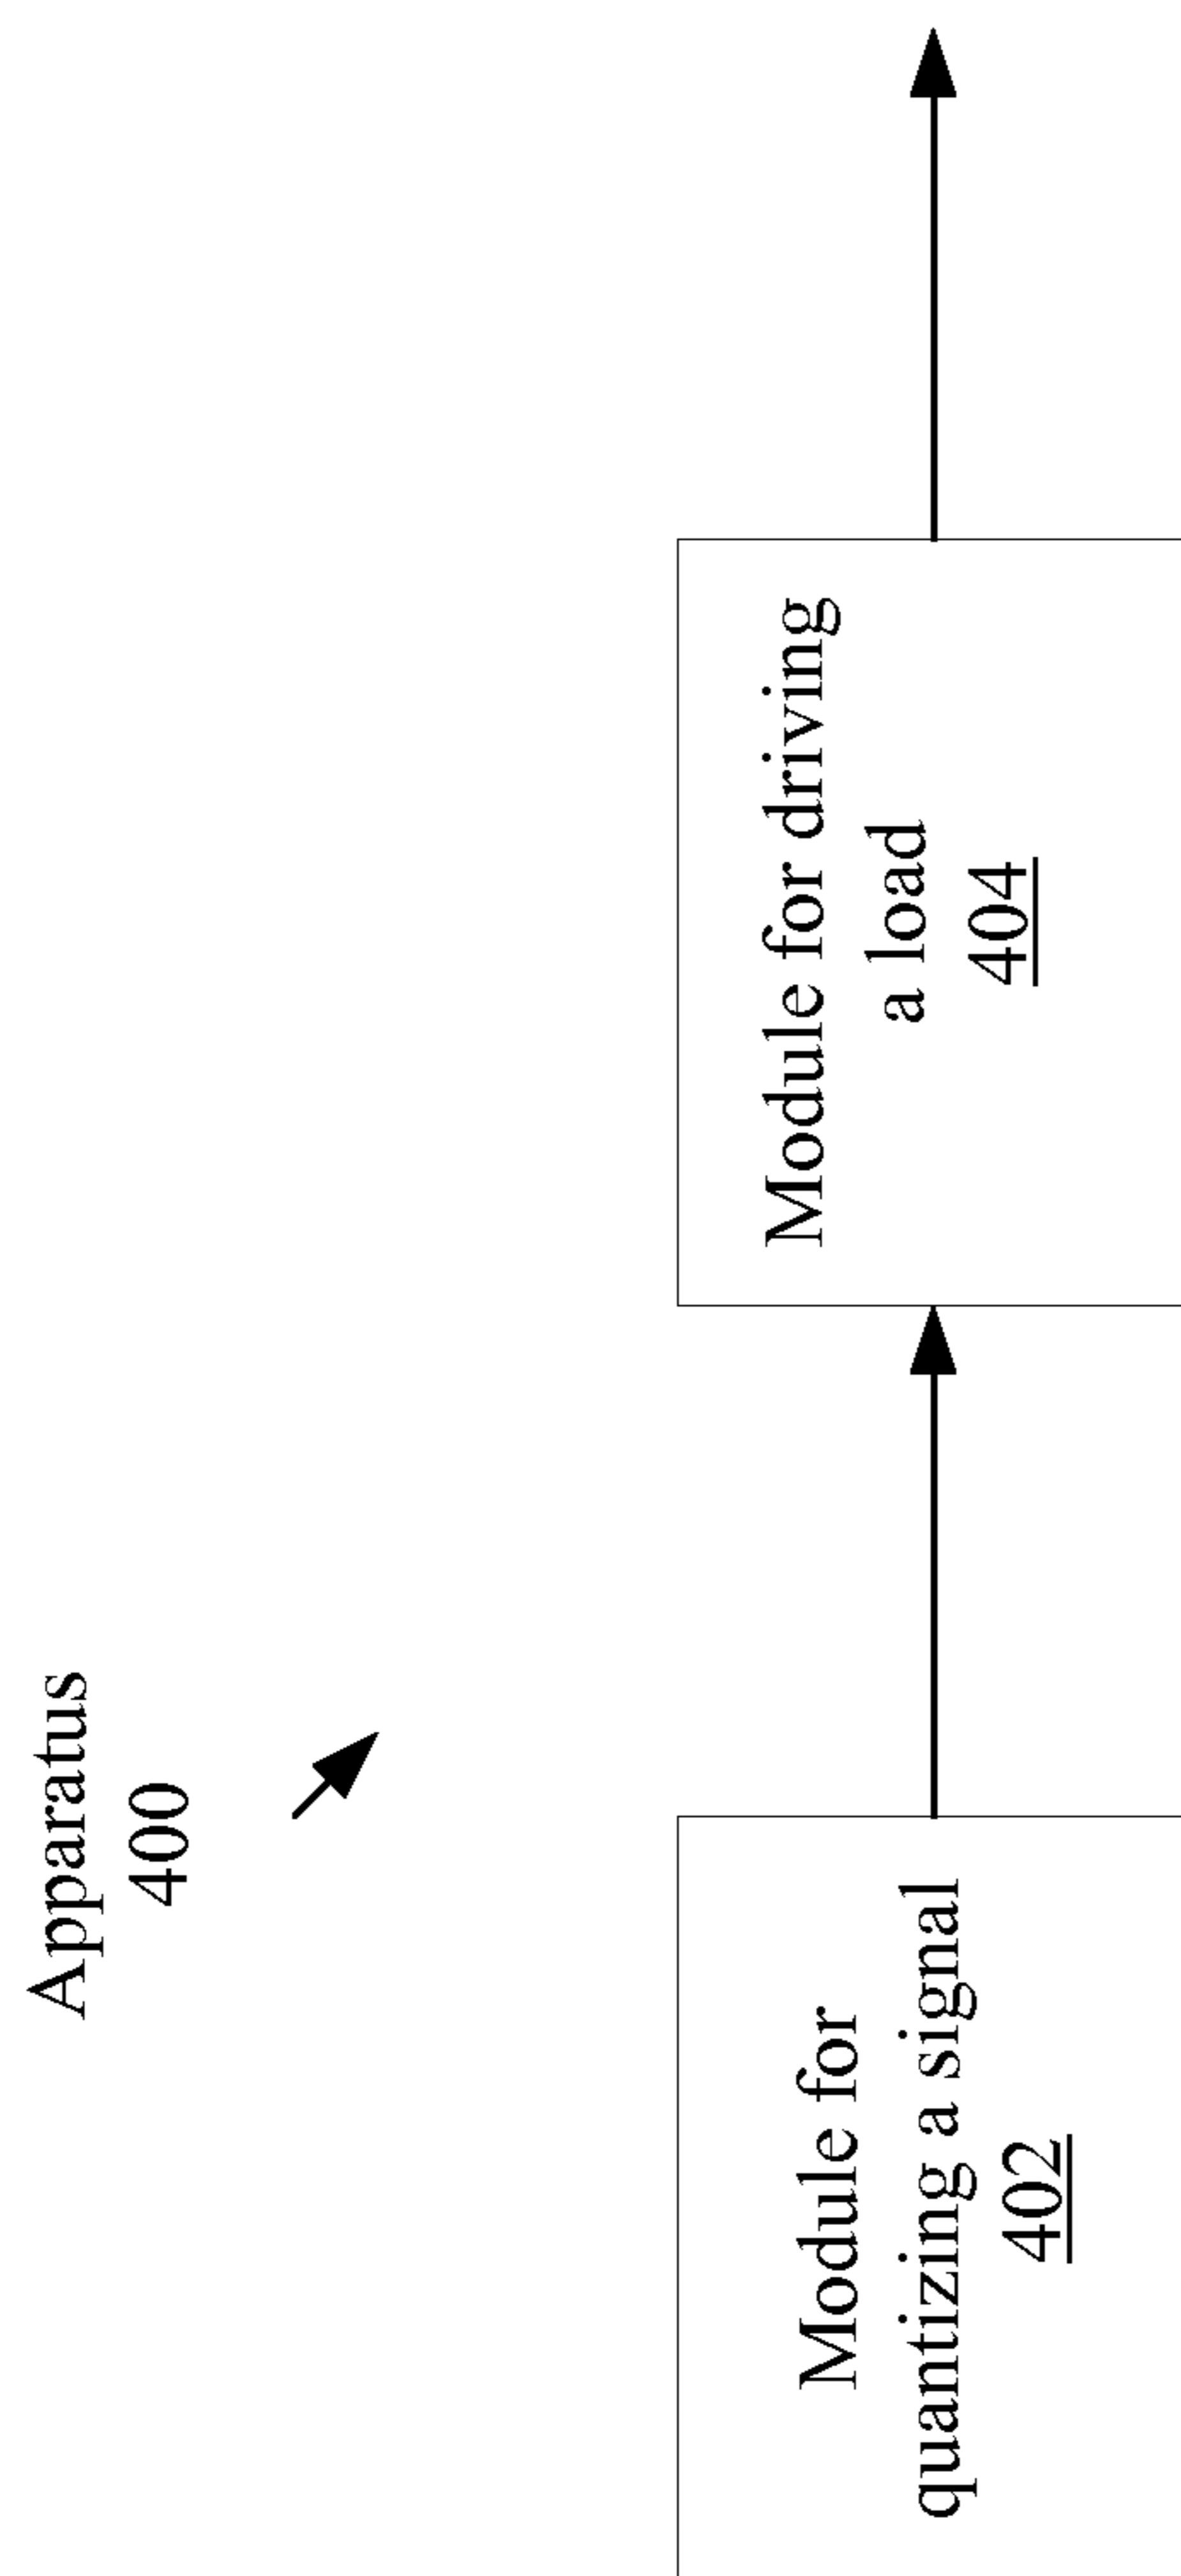 Apparatus
400
Module for
quantizing a signal
402
Module for driving
a load
404